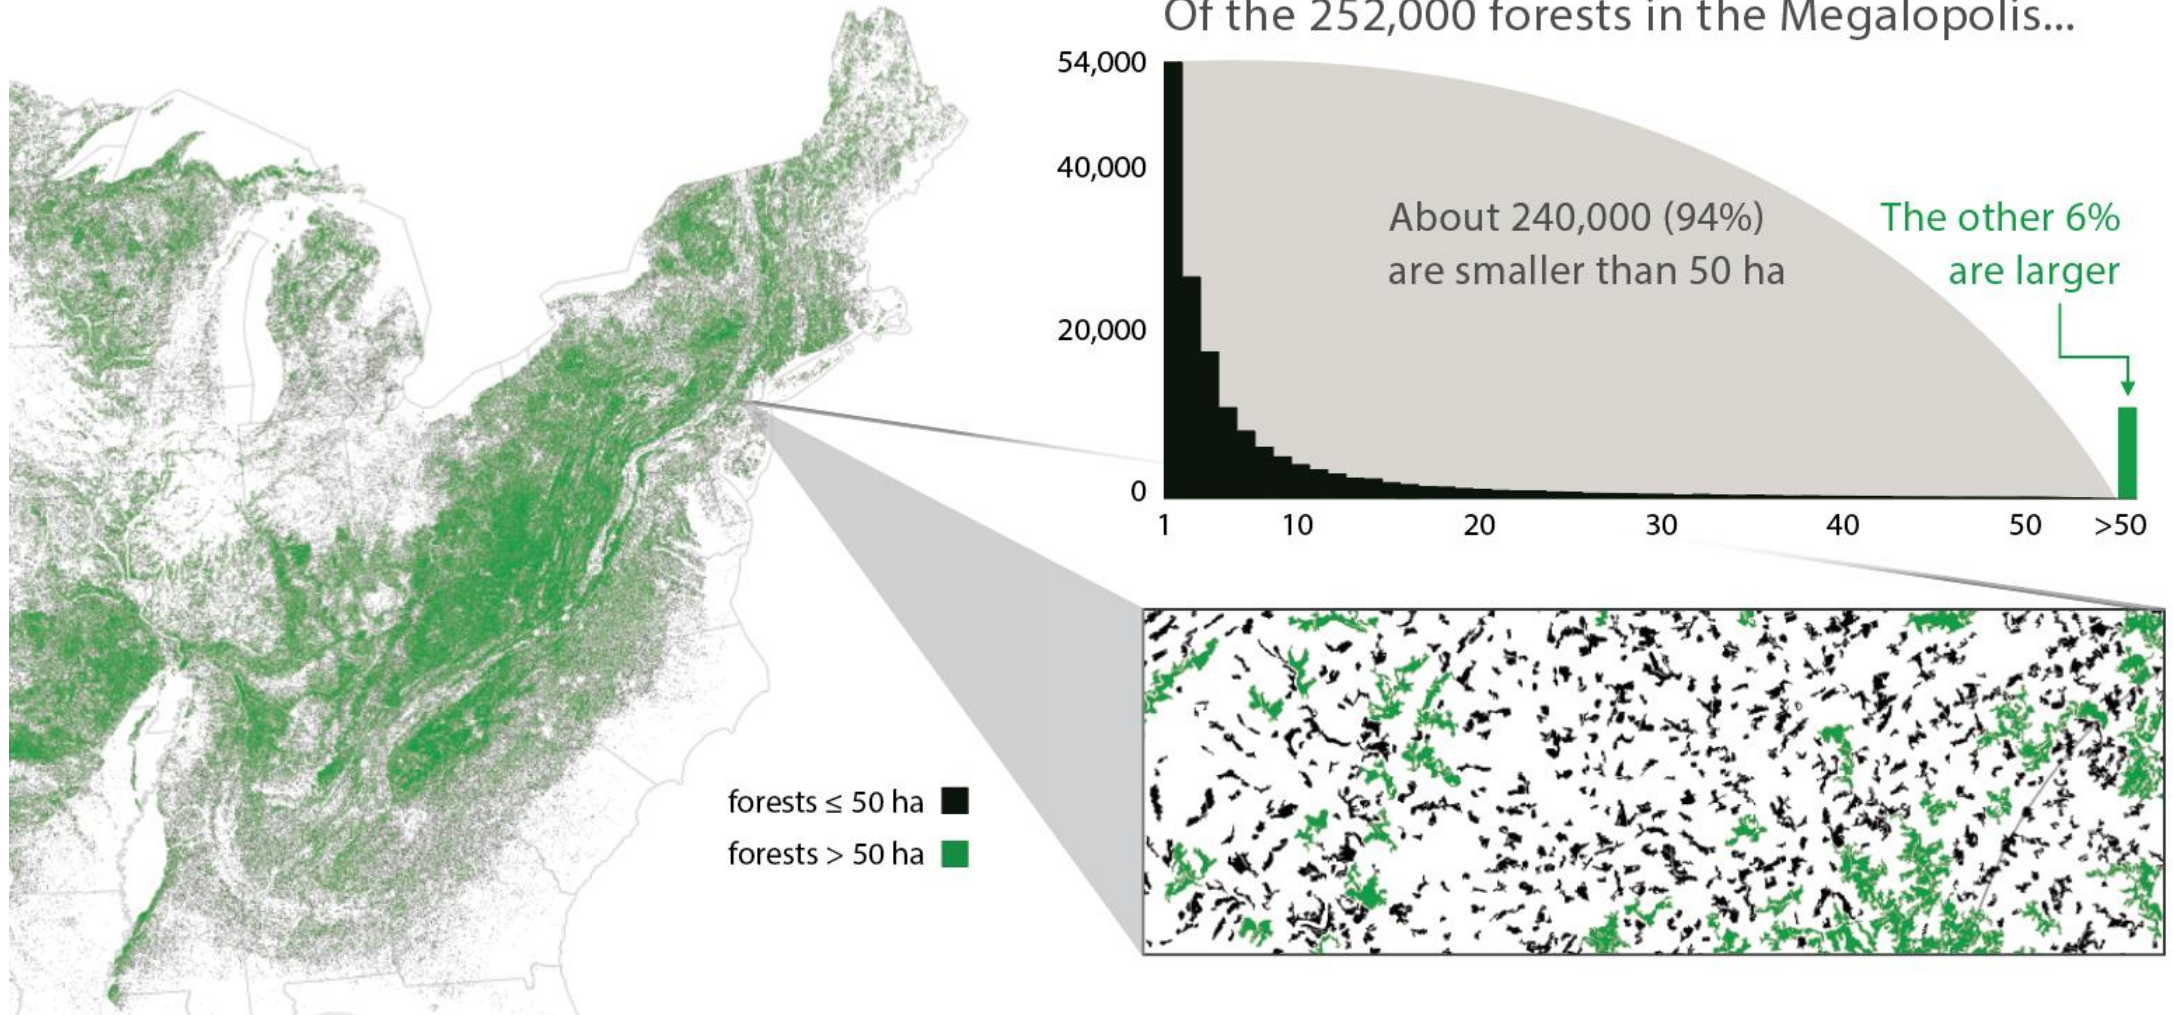 Of the 252,000 forests in the Megalopolis...
54,000
40,000
20,000
0
About 240,000 (94%)
are smaller than 50 ha
The other 6%
are larger
1 10 20 30 40 50 >50
forests ≤ 50 ha
forests > 50 ha